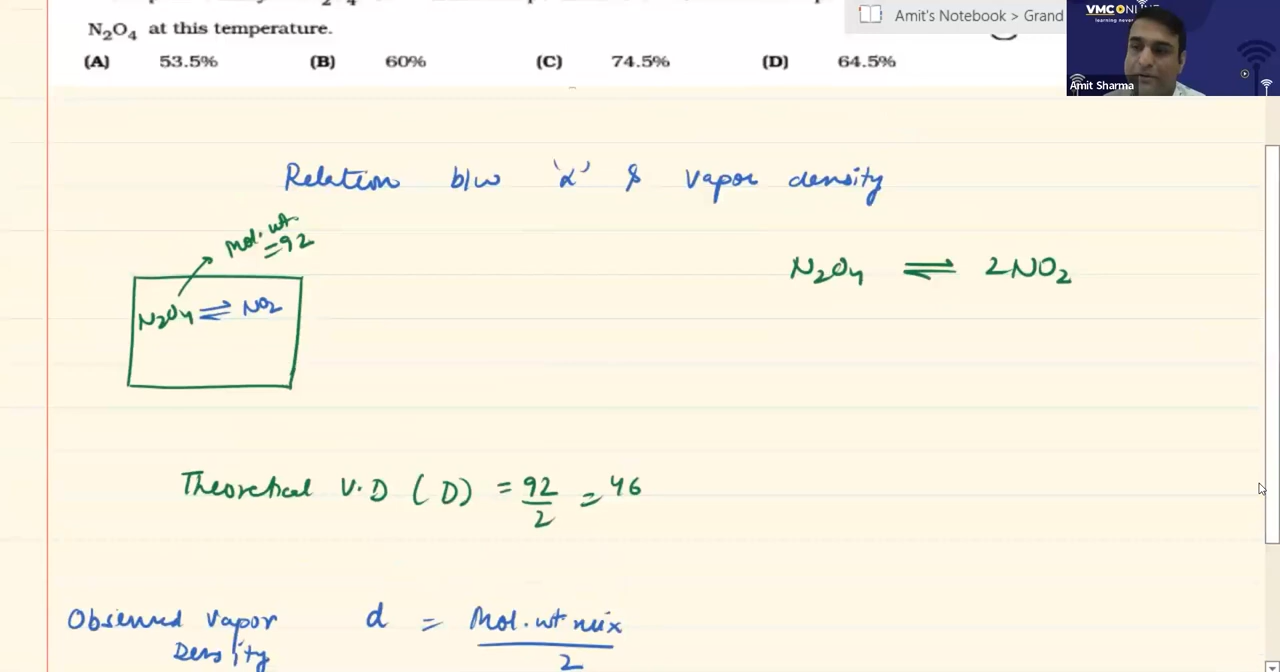 N₂O₄ at this temperature.
(A) 53.5% (B) 60% (C) 74.5% (D) 64.5%
Amit's Notebook > Grand
VMC ONLINE
Amit Sharma
Relation b/w 'α' & vapor density
Mol. wt.
=92
N₂O₄ ⇌ NO₂
N₂O₄ ⇌ 2NO₂
Theoretical V.D (D) = 92/2 = 46
Observed Vapor
Density
d = Mol. wt mix / 2